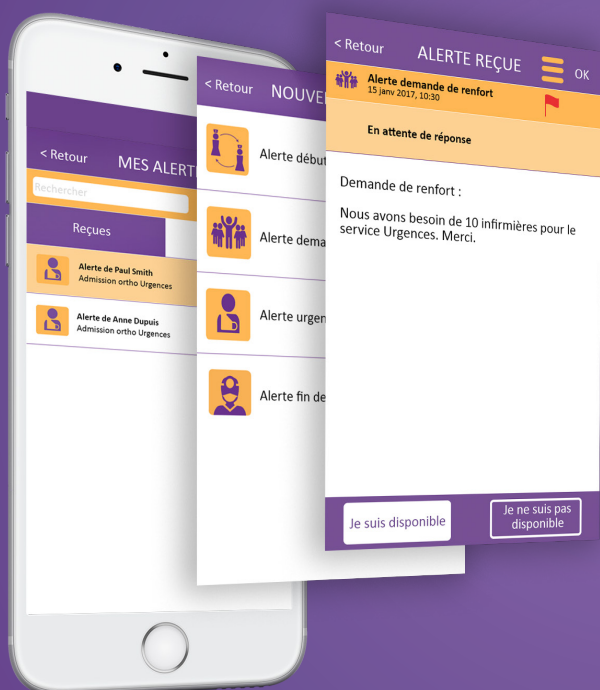 < Retour
MES ALERT
Rechercher
Reçues
Alerte de Paul Smith
Admission ortho Urgences
Alerte de Anne Dupuis
Admission ortho Urgences
< Retour
NOUVE
Alerte début
Alerte dema
Alerte urgen
Alerte fin de
< Retour
ALERTE REÇUE
OK
Alerte demande de renfort
15 janv 2017, 10:30
En attente de réponse
Demande de renfort :
Nous avons besoin de 10 infirmières pour le
service Urgences. Merci.
Je suis disponible
Je ne suis pas
disponible